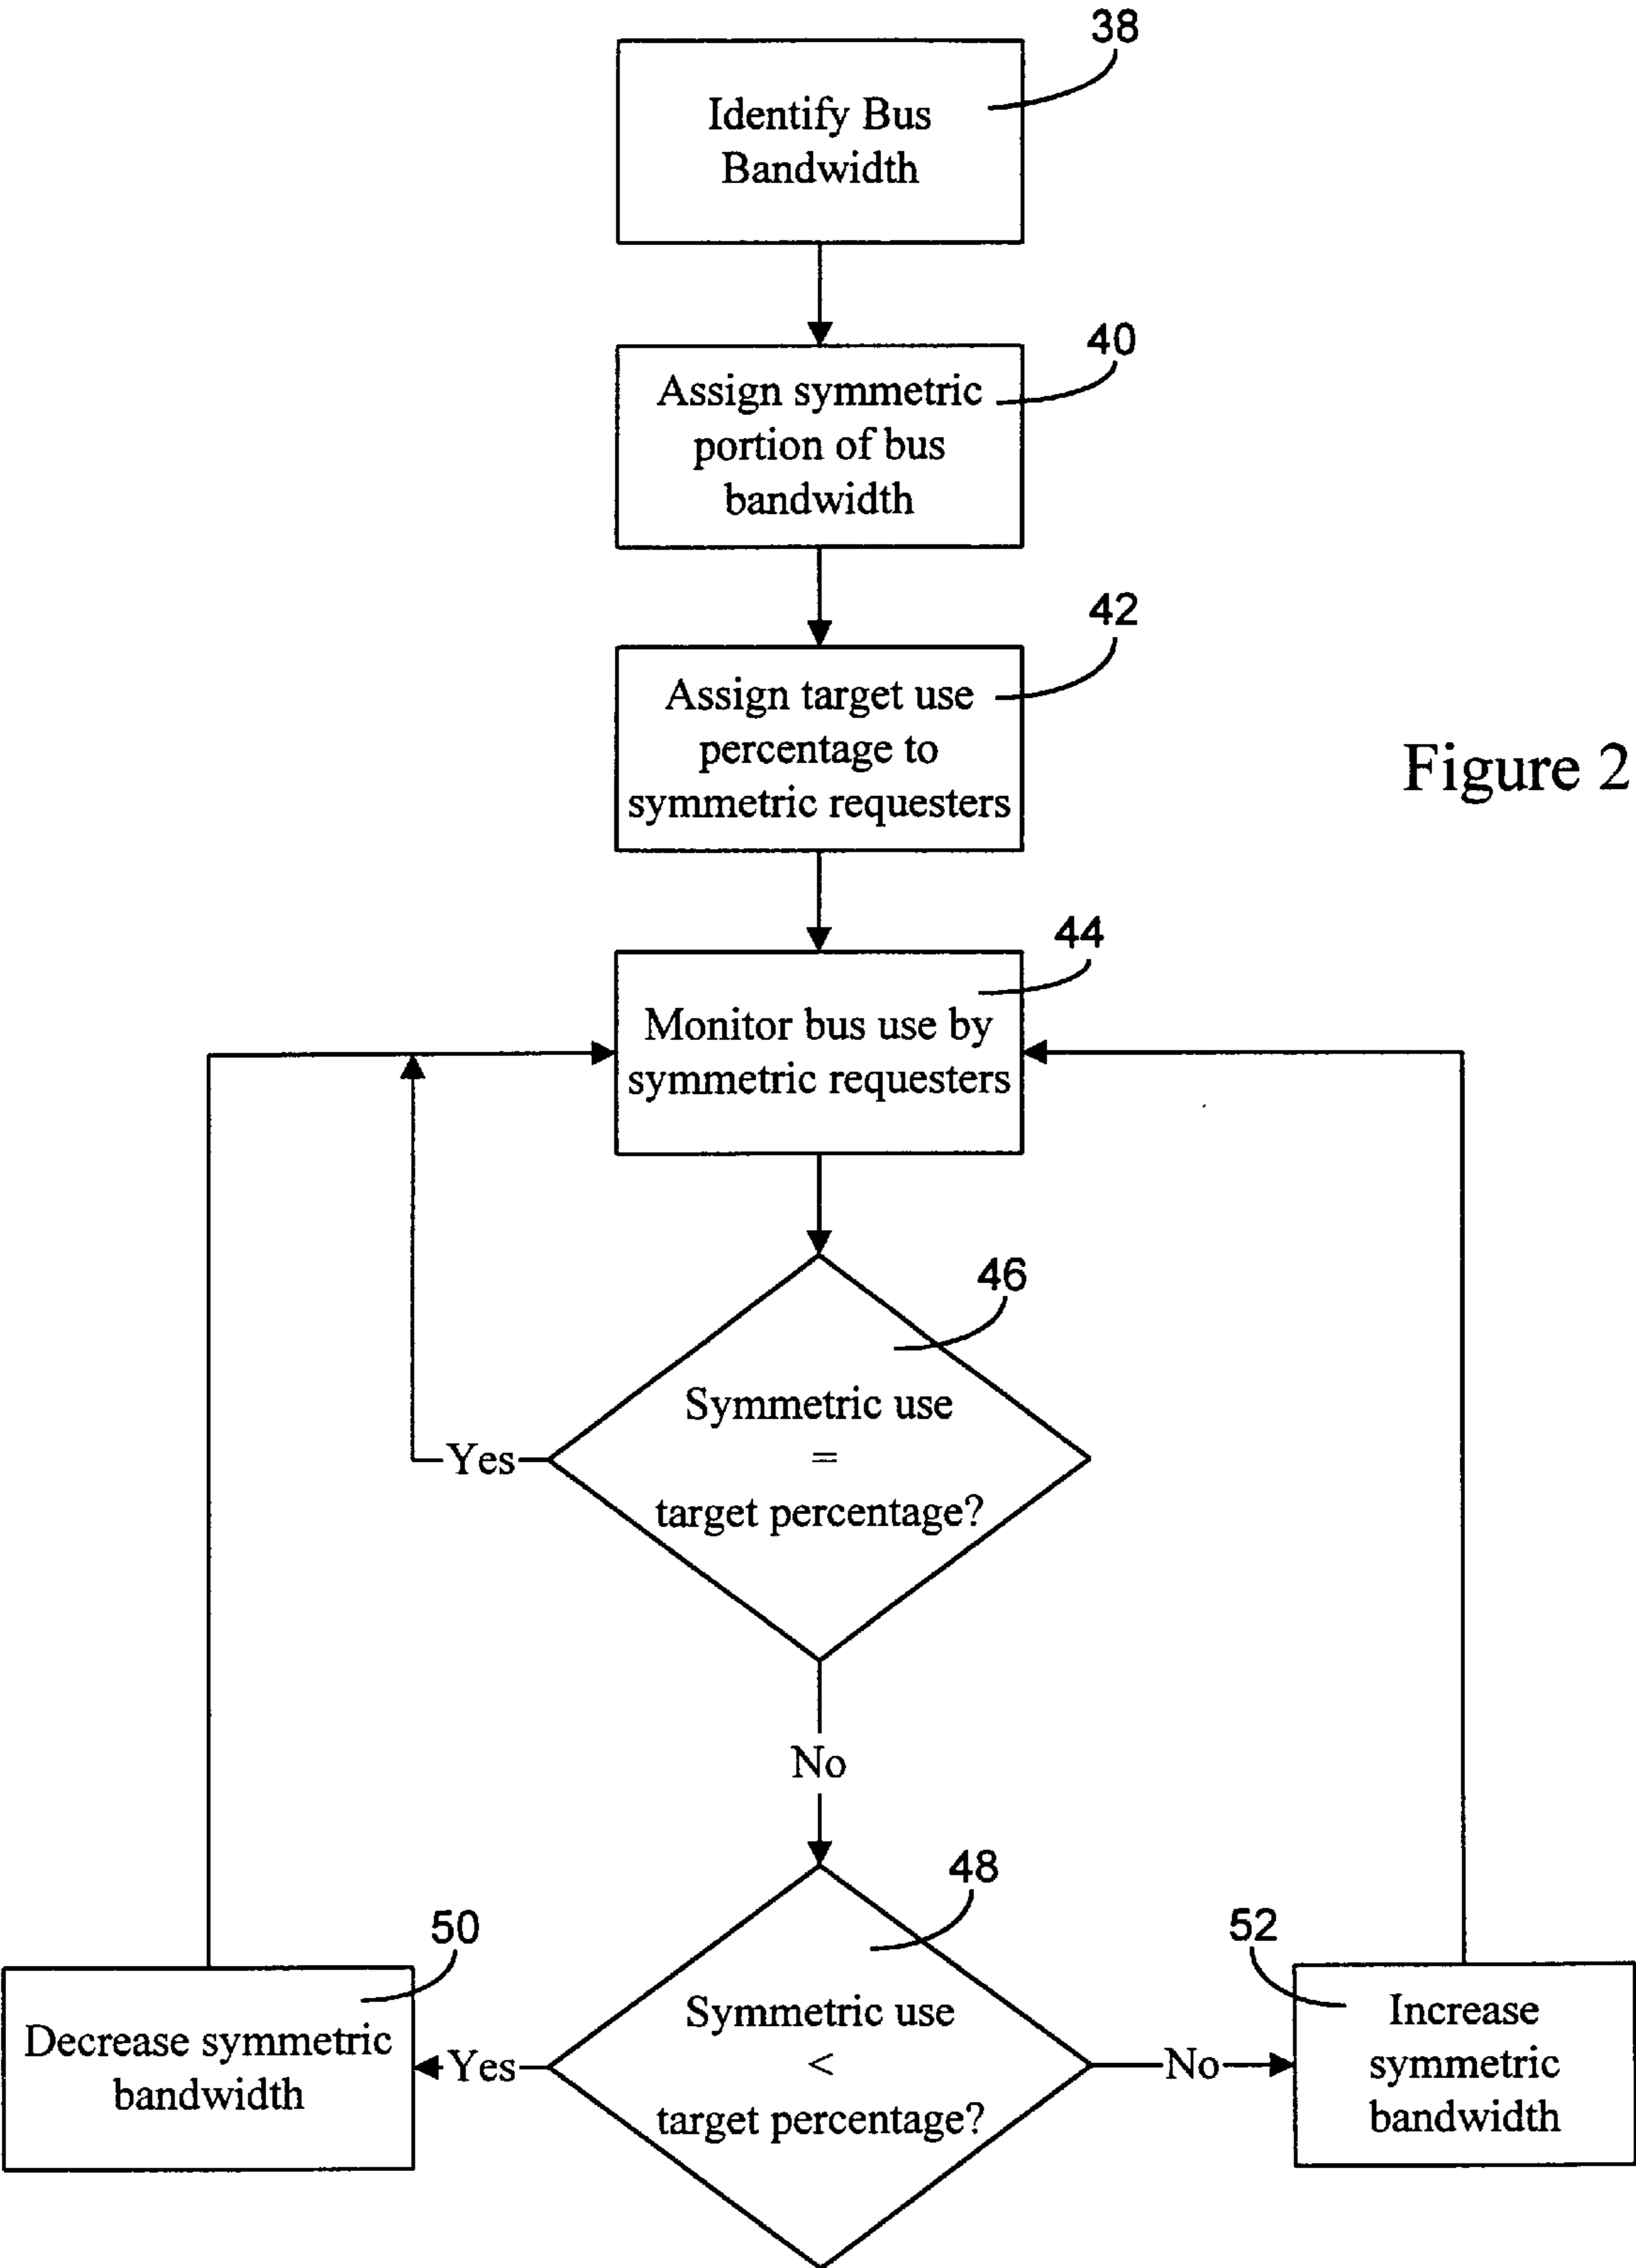 38
Identify Bus
Bandwidth
40
Assign symmetric
portion of bus
bandwidth
42
Assign target use
percentage to
symmetric requesters
Figure 2
44
Monitor bus use by
symmetric requesters
46
Symmetric use
=
target percentage?
Yes
No
48
Symmetric use
<
target percentage?
Yes
No
50
Decrease symmetric
bandwidth
52
Increase
symmetric
bandwidth